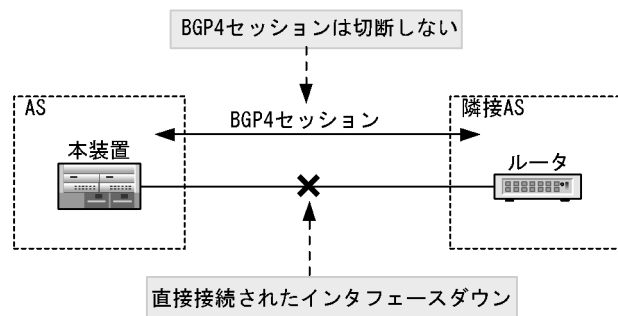 BGP4セッションは切断しない
AS
隣接AS
BGP4セッション
本装置
ルータ
直接接続されたインタフェースダウン